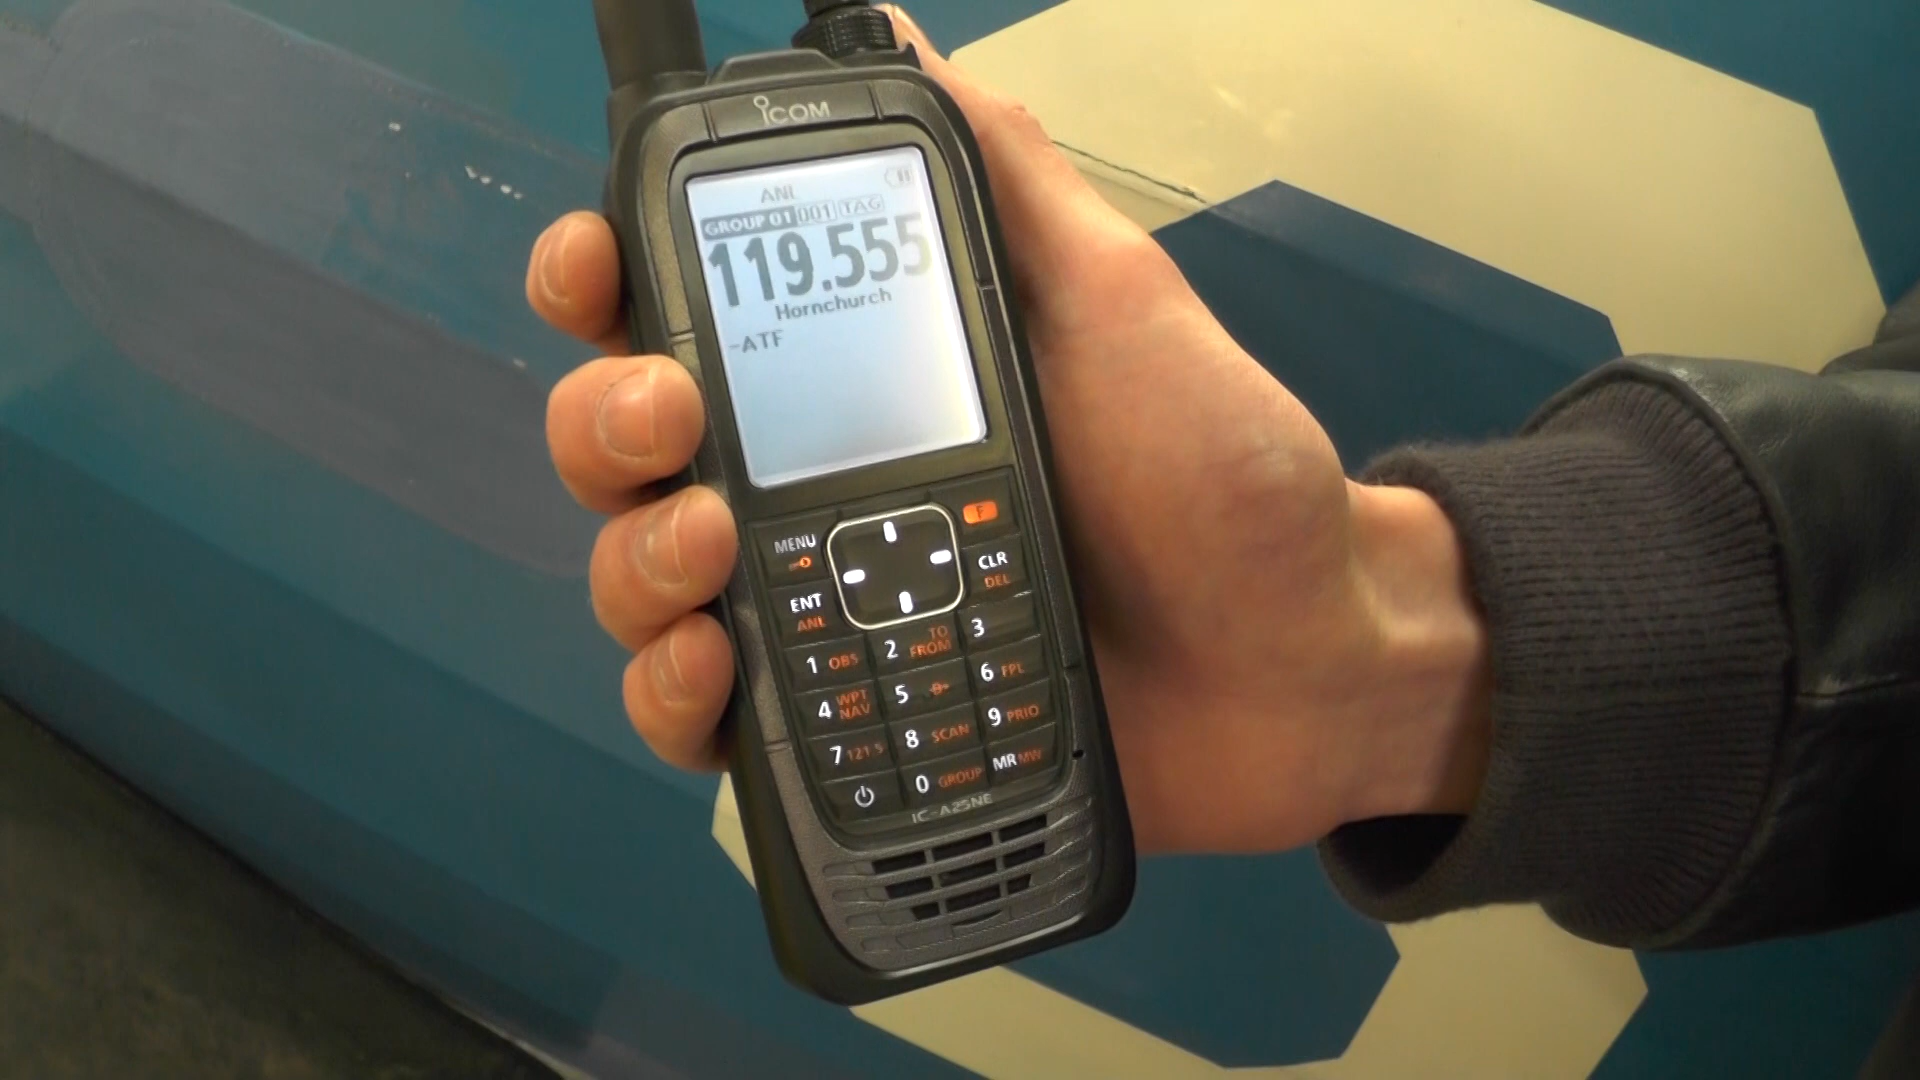 iCOM
ANL
GROUP 01 001 TAG
119.555
Hornchurch
-ATF
F
MENU
CLR
DEL
ENT
ANL
1 OBS
2 TO FROM
3
4 WPT NAV
5 D
6 FPL
7 121.5
8 SCAN
9 PRIO
0 GROUP
MR MW
IC-A25NE